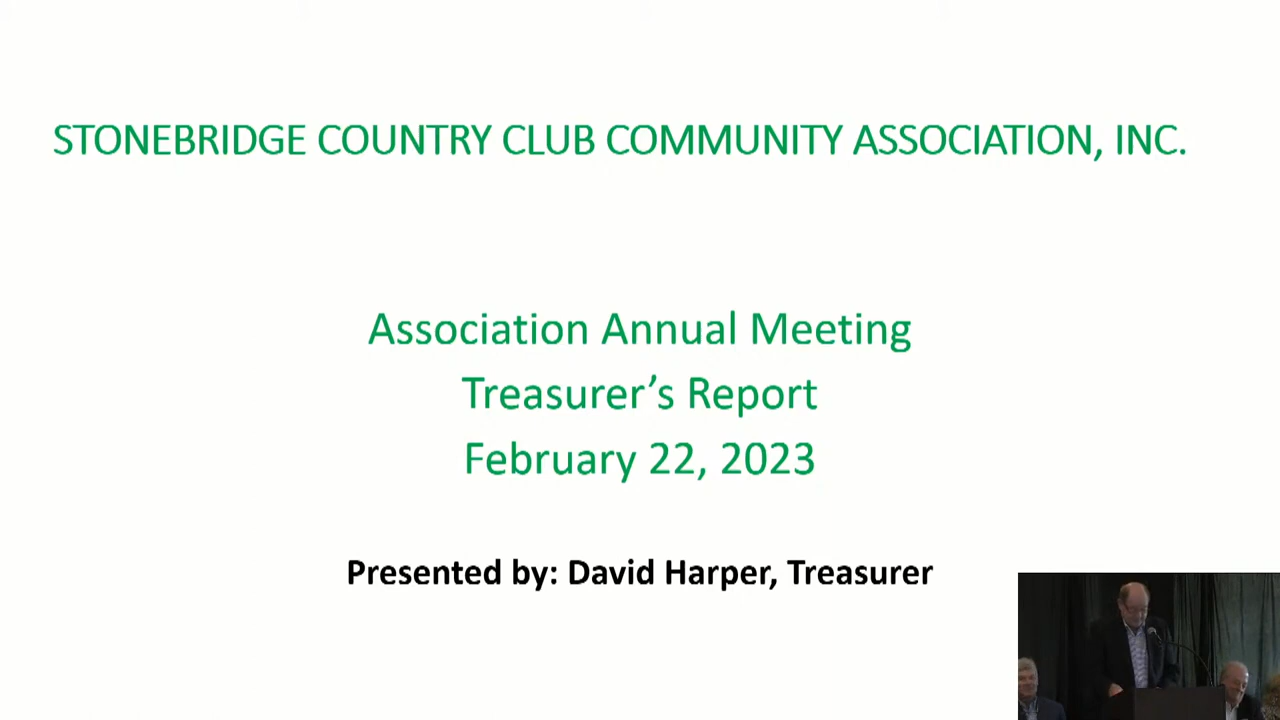 STONEBRIDGE COUNTRY CLUB COMMUNITY ASSOCIATION, INC.
Association Annual Meeting
Treasurer’s Report
February 22, 2023
Presented by: David Harper, Treasurer